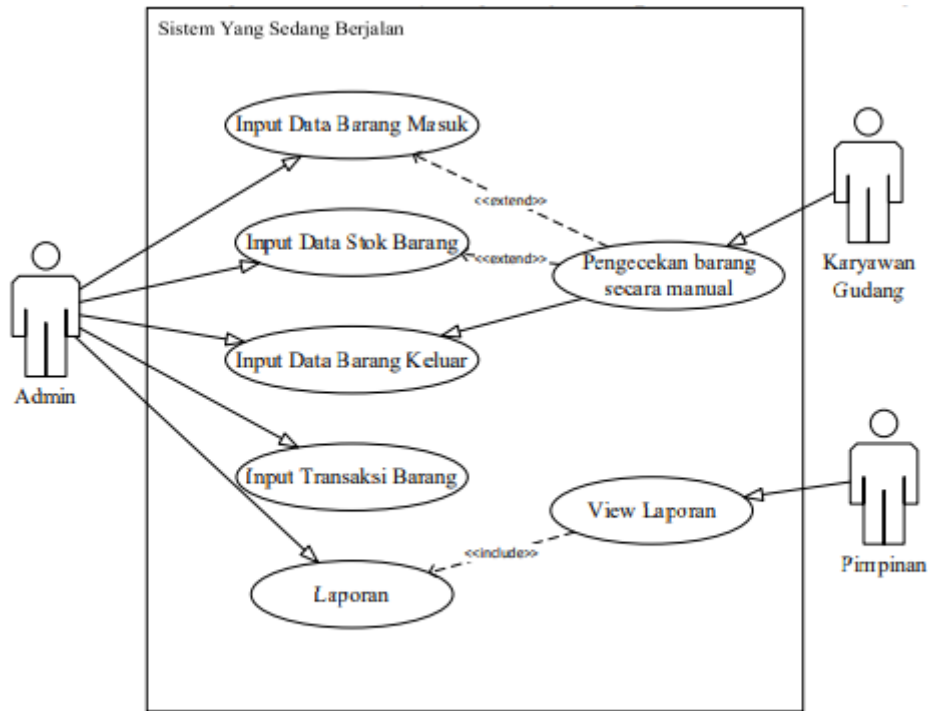 Sistem Yang Sedang Berjalan
Input Data Barang Masuk
<<extend>>
Input Data Stok Barang
<<extend>>
Pengecekan barang
secara manual
Karyawan
Gudang
Input Data Barang Keluar
Admin
Input Transaksi Barang
View Laporan
<<include>>
Pimpinan
Laporan